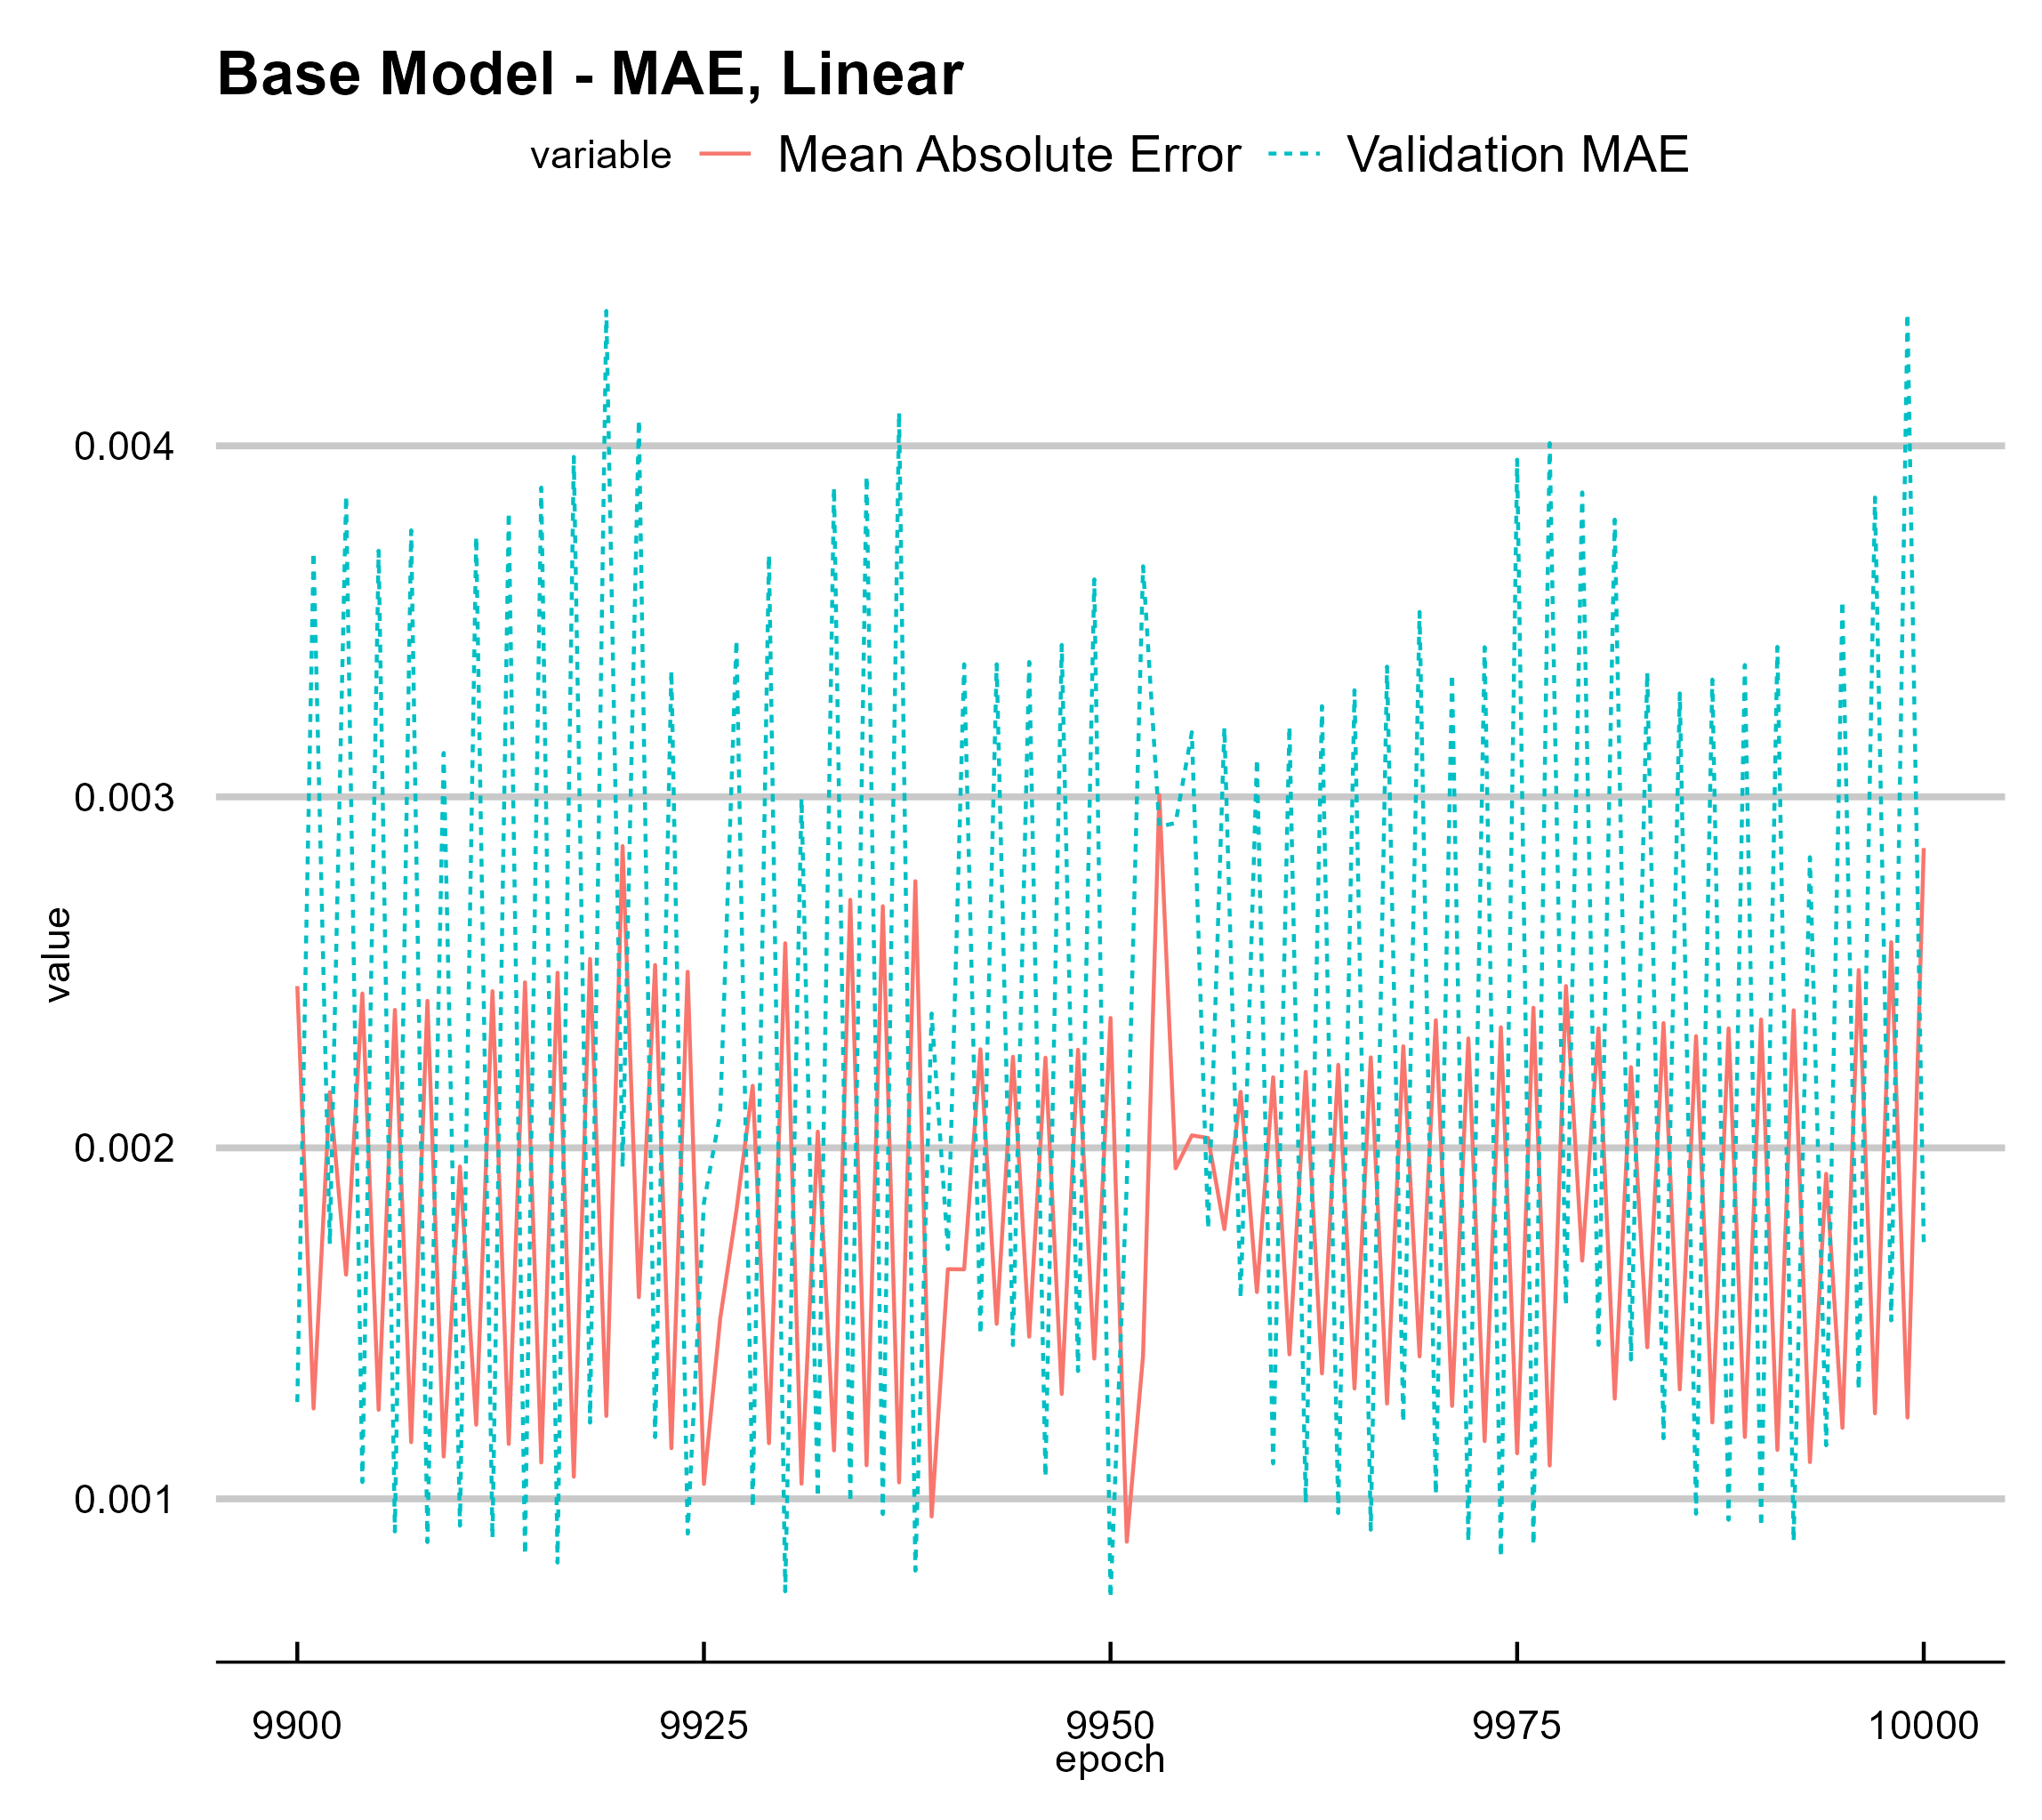 Base Model - MAE, Linear
variable Mean Absolute Error Validation MAE
0.004
0.003
0.002
0.001
value
9900 9925 9950 9975 10000
epoch